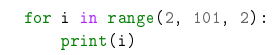 for i in range(2, 101, 2):
    print(i)